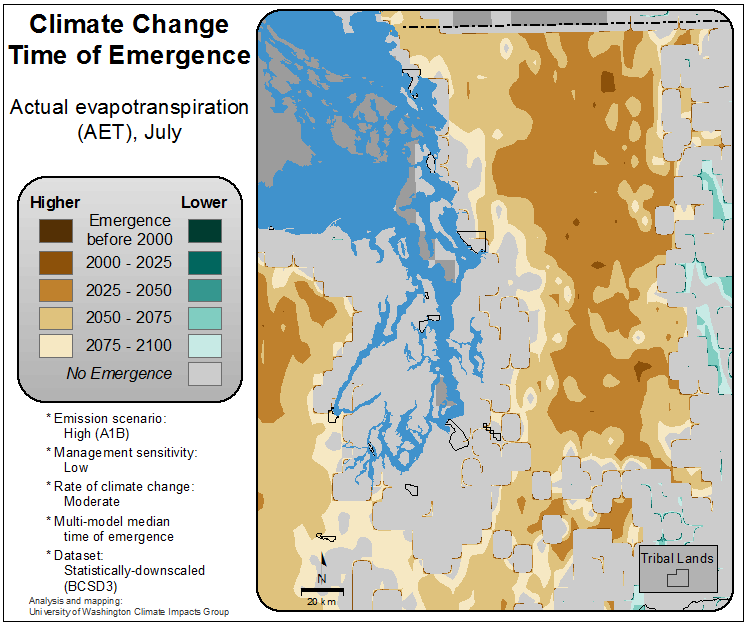 Climate Change
Time of Emergence
Actual evapotranspiration
(AET), July
Higher
Lower
Emergence
before 2000
2000 - 2025
2025 - 2050
2050 - 2075
2075 - 2100
No Emergence
* Emission scenario:
High (A1B)
* Management sensitivity:
Low
* Rate of climate change:
Moderate
* Multi-model median
time of emergence
* Dataset:
Statistically-downscaled
(BCSD3)
Analysis and mapping:
University of Washington Climate Impacts Group
N
20 km
Tribal Lands